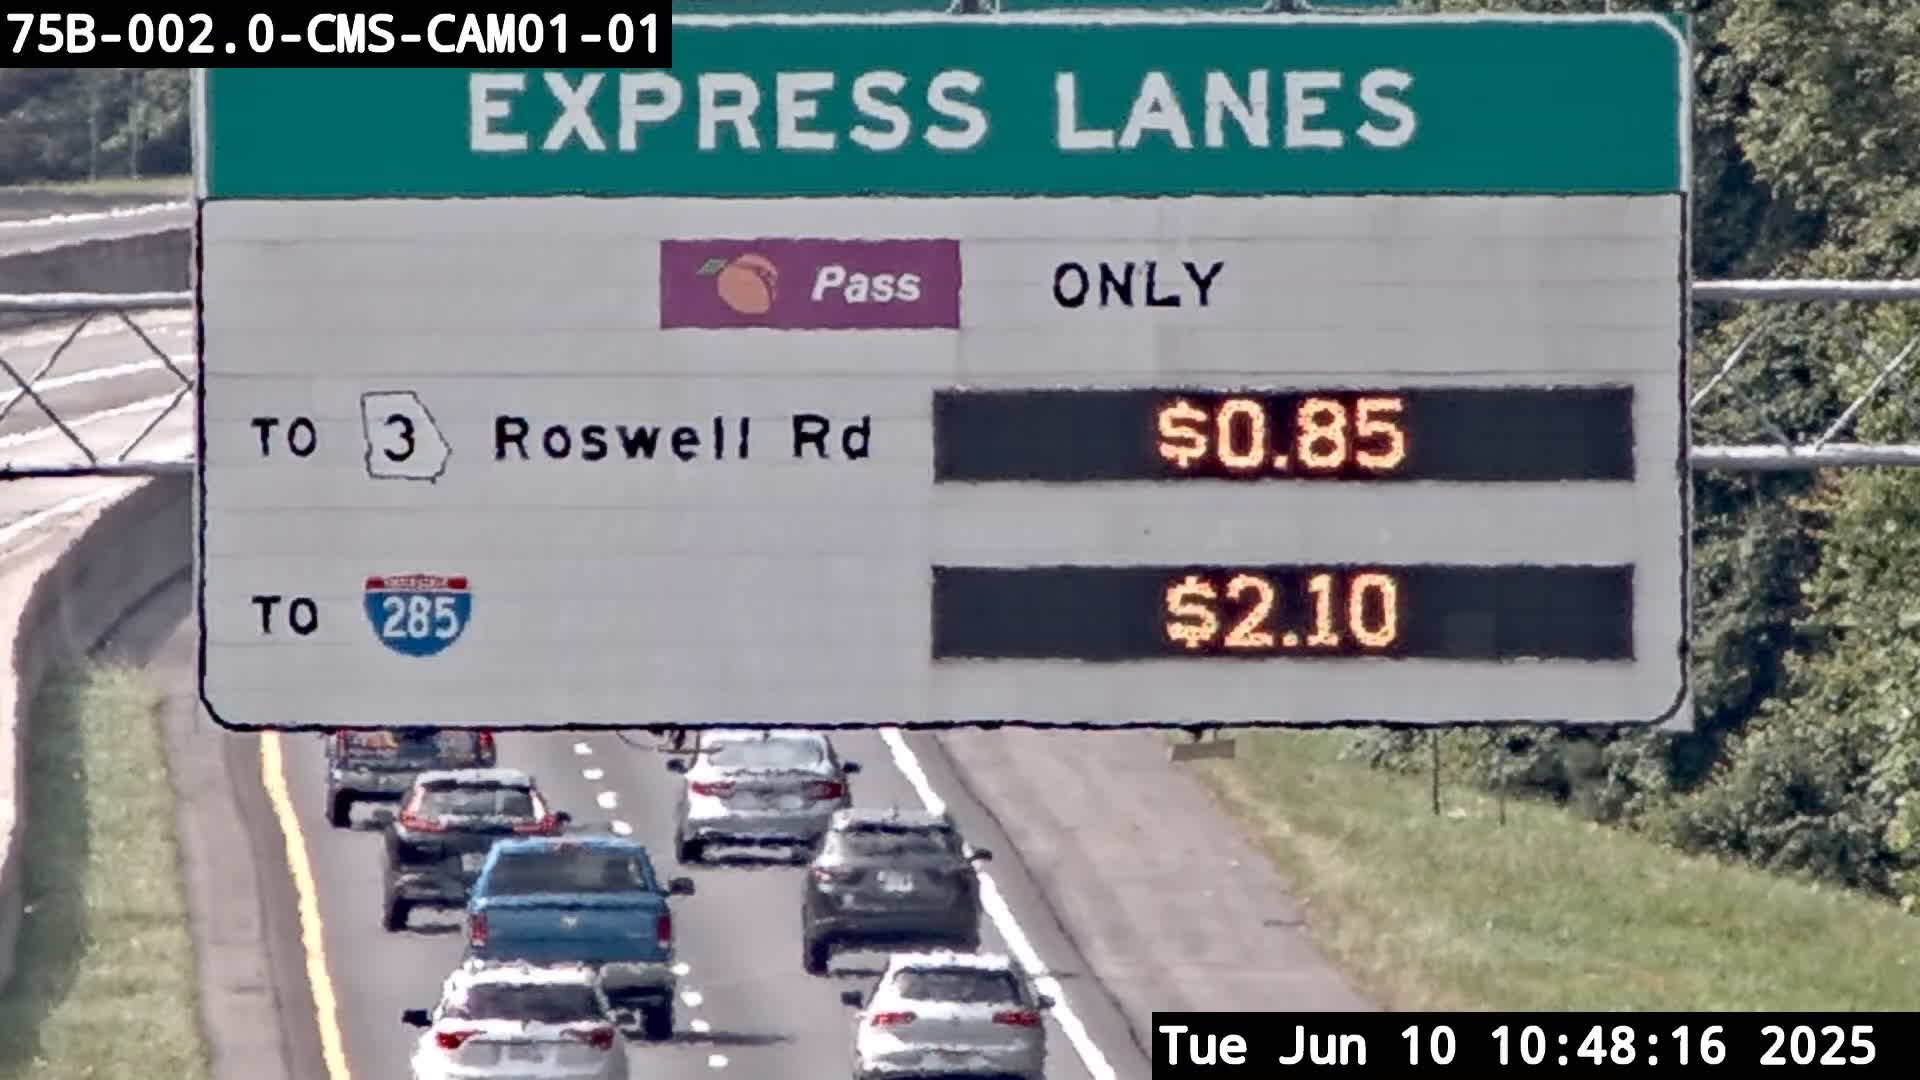 75B-002.0-CMS-CAM01-01
EXPRESS LANES
Pass ONLY
TO 3 Roswell Rd $0.85
TO 285 $2.10
Tue Jun 10 10:48:16 2025